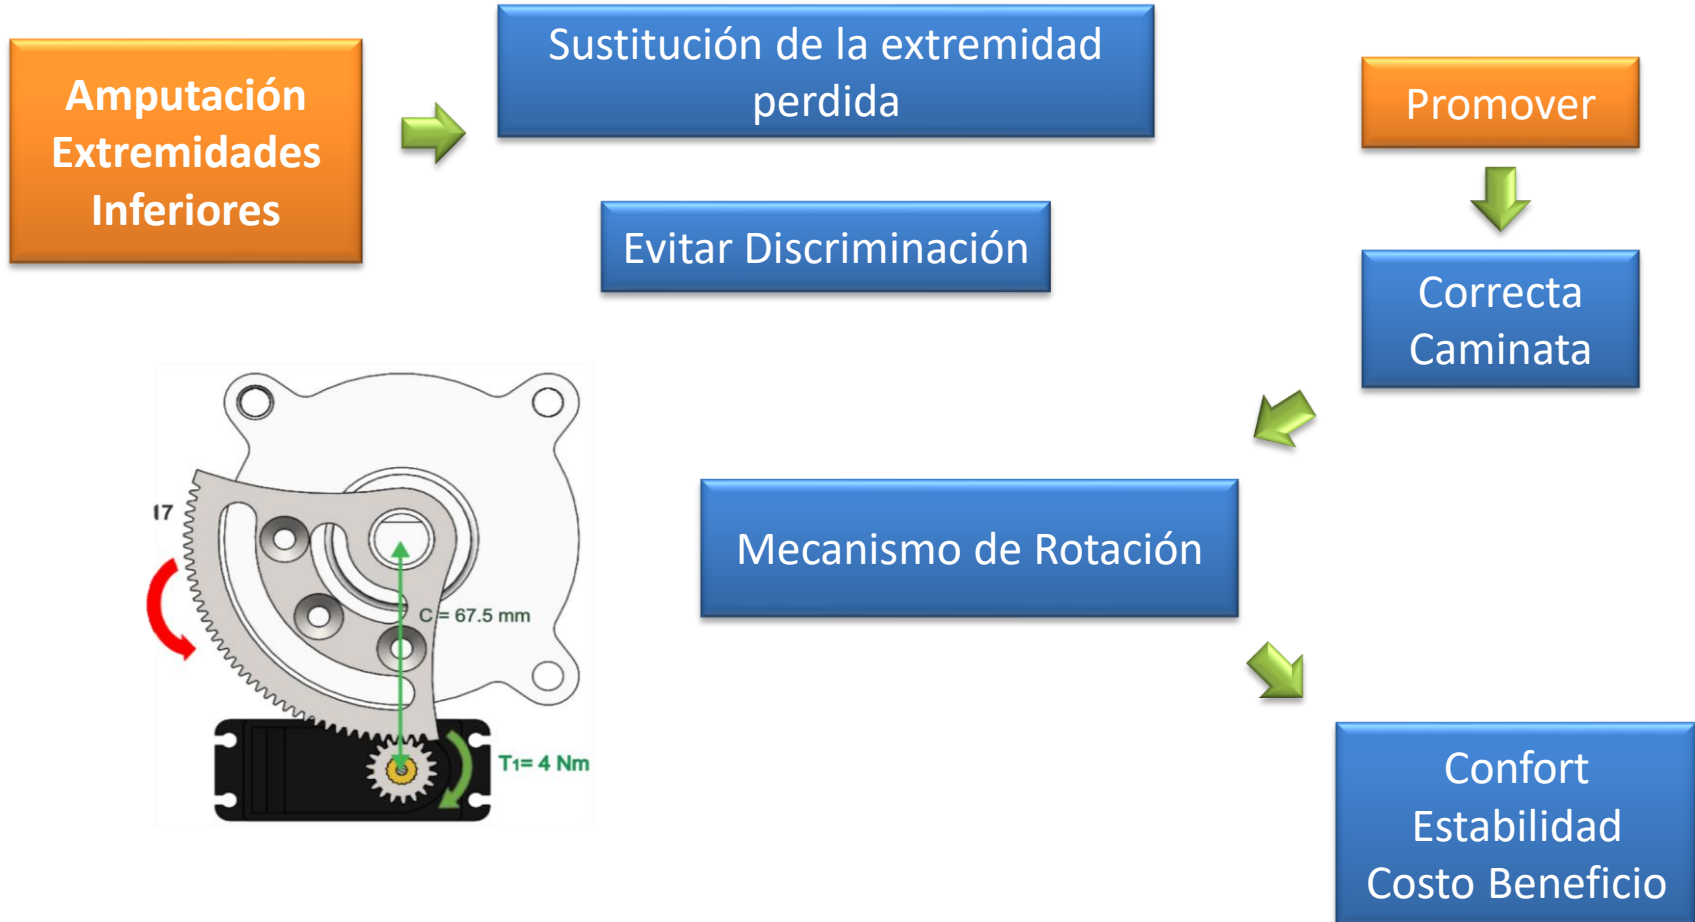 Amputación
Extremidades
Inferiores
Sustitución de la extremidad
perdida
Evitar Discriminación
Promover
Correcta
Caminata
Mecanismo de Rotación
Confort
Estabilidad
Costo Beneficio
17
C = 67.5 mm
T1= 4 Nm